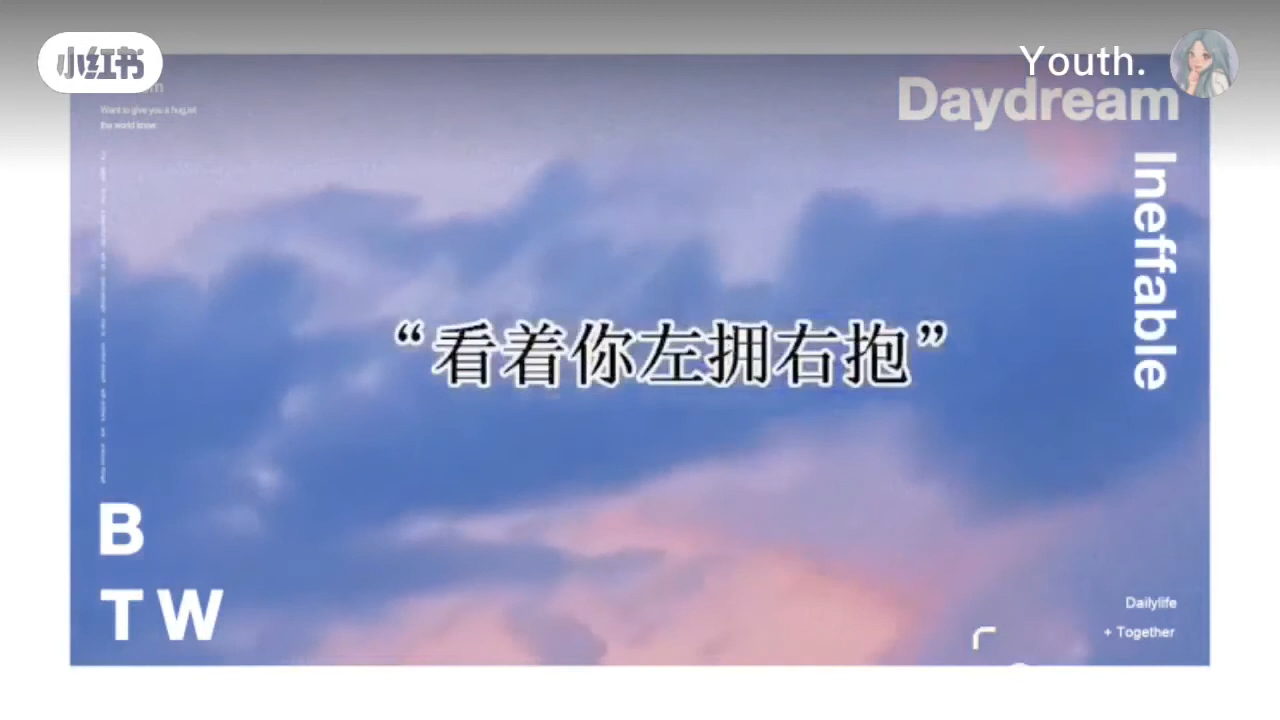 小红书
Youth.
Daydream
Want to give you a hug,let
the world know.
Ineffable
“看着你左拥右抱”
B
T W
Dailylife
+ Together